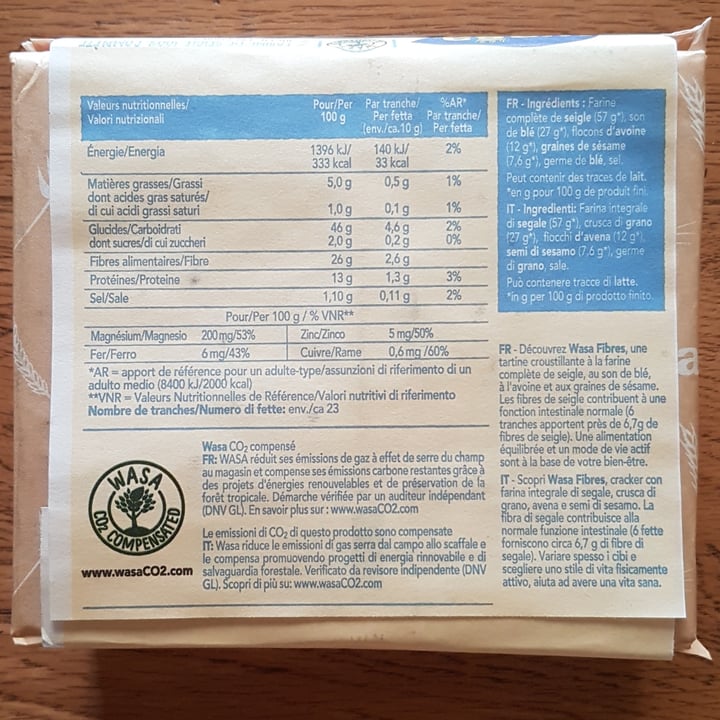 Valeurs nutritionnelles/ Pour/Per Par tranche/ %AR*
Valori nutrizionali 100 g Per fetta Par tranche/
(env./ca.10 g) Per fetta
Énergie/Energia 1396 kJ/ 140 kJ/ 2%
333 kcal 33 kcal
Matières grasses/Grassi 5,0 g 0,5 g 1%
dont acides gras saturés/
di cui acidi grassi saturi 1,0 g 0,1 g 1%
Glucides/Carboidrati 46 g 4,6 g 2%
dont sucres/di cui zuccheri 2,0 g 0,2 g 0%
Fibres alimentaires/Fibre 26 g 2,6 g
Protéines/Proteine 13 g 1,3 g 3%
Sel/Sale 1,10 g 0,11 g 2%
Pour/Per 100 g / % VNR**
Magnésium/Magnesio 200 mg/53% Zinc/Zinco 5 mg/50%
Fer/Ferro 6 mg/43% Cuivre/Rame 0,6 mg /60%
*AR = apport de référence pour un adulte-type/assunzioni di riferimento di un
adulto medio (8400 kJ/2000 kcal)
**VNR = Valeurs Nutritionnelles de Référence/Valori nutritivi di riferimento
Nombre de tranches/Numero di fette: env./ca 23
WASA
CO2 COMPENSATED
www.wasaCO2.com
Wasa CO2 compensé
FR: WASA réduit ses émissions de gaz à effet de serre du champ
au magasin et compense ses émissions carbone restantes grâce à
des projets d'énergies renouvelables et de préservation de la
forêt tropicale. Démarche vérifiée par un auditeur indépendant
(DNV GL). En savoir plus sur : www.wasaCO2.com
Le emissioni di CO2 di questo prodotto sono compensate
IT: Wasa riduce le emissioni di gas serra dal campo allo scaffale e
le compensa promuovendo progetti di energia rinnovabile e di
salvaguardia forestale. Verificato da revisore indipendente (DNV
GL). Scopri di più su: www.wasaCO2.com
FR - Ingrédients : Farine
complète de seigle (57 g*), son
de blé (27 g*), flocons d'avoine
(12 g*), graines de sésame
(7,6 g*), germe de blé, sel.
Peut contenir des traces de lait.
*en g pour 100 g de produit fini.
IT - Ingredienti: Farina integrale
di segale (57 g*), crusca di grano
(27 g*), fiocchi d'avena (12 g*),
semi di sesamo (7,6 g*), germe
di grano, sale.
Può contenere tracce di latte.
*in g per 100 g di prodotto finito.
FR - Découvrez Wasa Fibres, une
tartine croustillante à la farine
complète de seigle, au son de blé,
à l'avoine et aux graines de sésame.
Les fibres de seigle contribuent à une
fonction intestinale normale (6
tranches apportent près de 6,7g de
fibres de seigle). Une alimentation
équilibrée et un mode de vie actif
sont à la base de votre bien-être.
IT - Scopri Wasa Fibres, cracker con
farina integrale di segale, crusca di
grano, avena e semi di sesamo. La
fibra di segale contribuisce alla
normale funzione intestinale (6 fette
forniscono circa 6,7 g di fibre di
segale). Variare spesso i cibi e
scegliere uno stile di vita fisicamente
attivo, aiuta ad avere una vita sana.